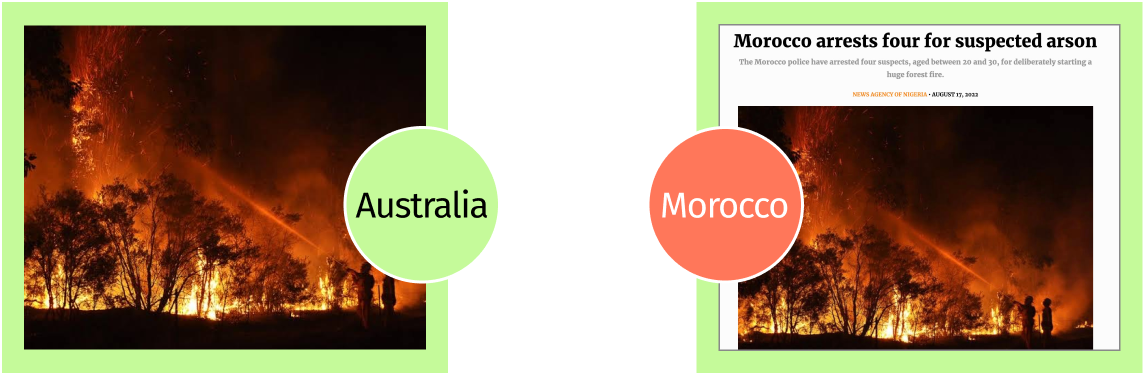 Australia
Morocco arrests four for suspected arson
The Morocco police have arrested four suspects, aged between 20 and 30, for deliberately starting a
huge forest fire.
NEWS AGENCY OF NIGERIA • AUGUST 17, 2022
Morocco